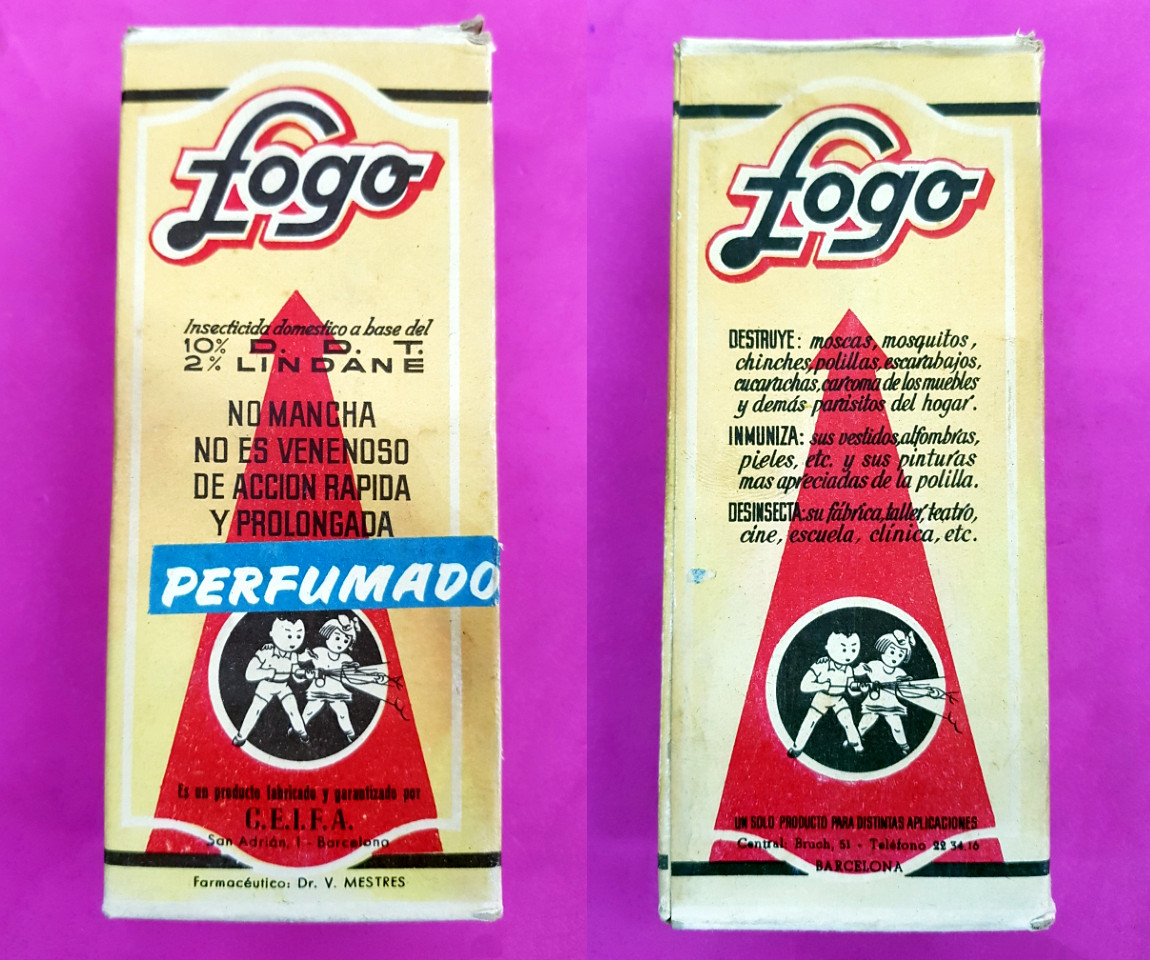 fogo
Insecticida domestico a base del
10% D. D. T.
2% LINDANE
NO MANCHA
NO ES VENENOSO
DE ACCION RAPIDA
Y PROLONGADA
PERFUMADO
Es un producto fabricado y garantizado por
C.E.I.F.A.
San Adrián, 1 - Barcelona
Farmacéutico: Dr. V. MESTRES
fogo
DESTRUYE: moscas, mosquitos,
chinches, polillas, escarabajos,
cucarachas, carcoma de los muebles
y demás parasitos del hogar.
INMUNIZA: sus vestidos, alfombras,
pieles, etc. y sus pinturas
mas apreciadas de la polilla.
DESINSECTA: su fábrica, taller, teatro,
cine, escuela, clínica, etc.
UN SOLO PRODUCTO PARA DISTINTAS APLICACIONES
Central: Bruch, 51 - Teléfono 22 34 16
BARCELONA